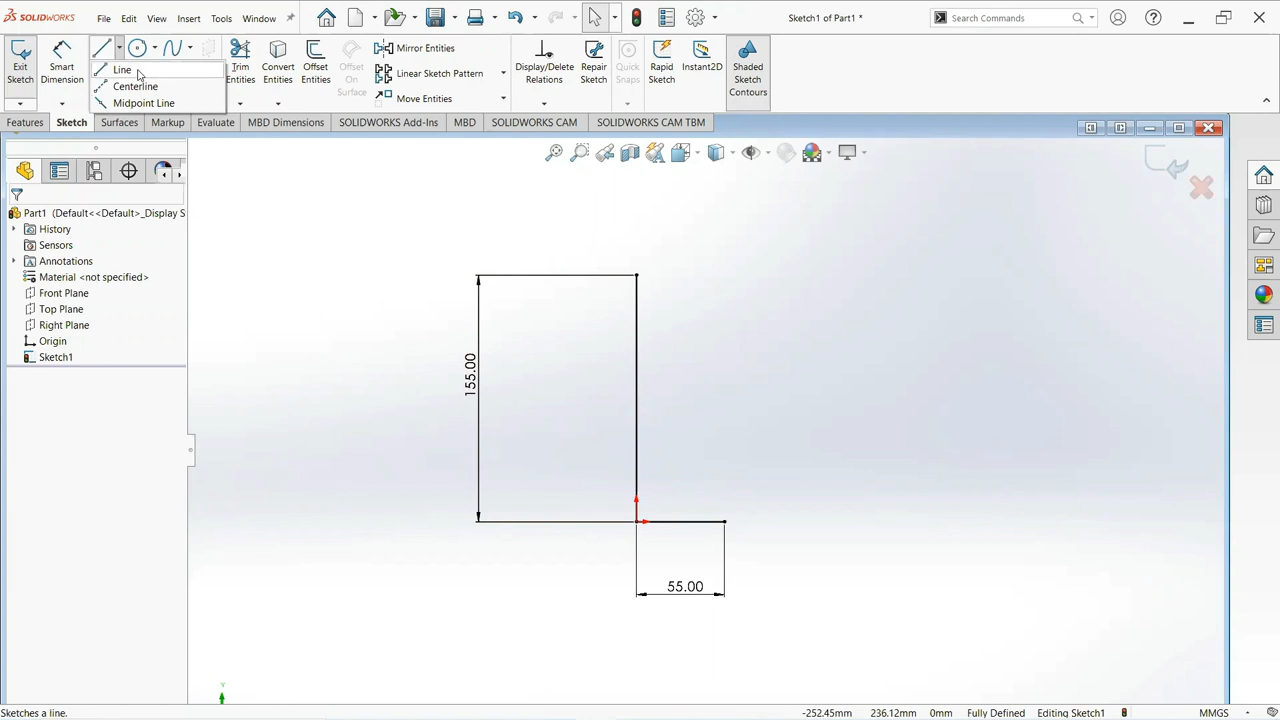 SOLIDWORKS File Edit View Insert Tools Window Sketch1 of Part1 * Search Commands
Exit Sketch
Smart Dimension
Line
Centerline
Midpoint Line
Trim Entities
Convert Entities
Offset Entities
Offset On Surface
Mirror Entities
Linear Sketch Pattern
Move Entities
Display/Delete Relations
Repair Sketch
Quick Snaps
Rapid Sketch
Instant2D
Shaded Sketch Contours
Features Sketch Surfaces Markup Evaluate MBD Dimensions SOLIDWORKS Add-Ins MBD SOLIDWORKS CAM SOLIDWORKS CAM TBM
Part1 (Default<<Default>_Display S
History
Sensors
Annotations
Material <not specified>
Front Plane
Top Plane
Right Plane
Origin
Sketch1
155.00
55.00
Y
Sketches a line. -252.45mm 236.12mm 0mm Fully Defined Editing Sketch1 MMGS